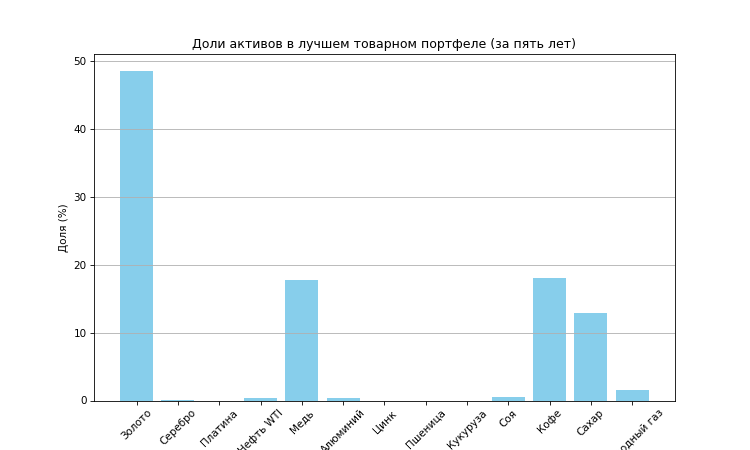 Доли активов в лучшем товарном портфеле (за пять лет)
Доля (%)
50
40
30
20
10
0
Золото
Серебро
Платина
Нефть WTI
Медь
Алюминий
Цинк
Пшеница
Кукуруза
Соя
Кофе
Сахар
газ